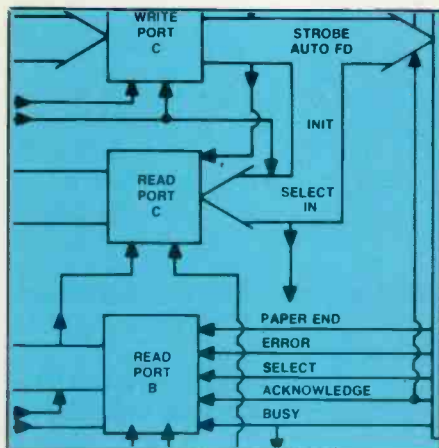 WRITE
PORT
C
STROBE
AUTO FD
INIT
READ
PORT
C
SELECT
IN
PAPER END
ERROR
READ
PORT
B
SELECT
ACKNOWLEDGE
BUSY